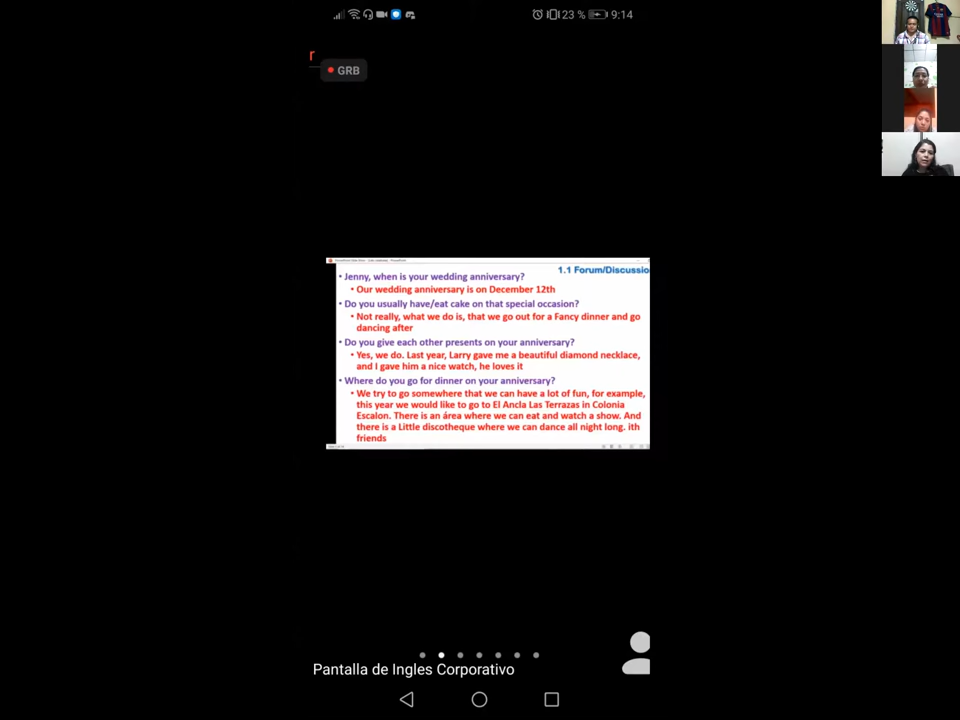 23 % 9:14
r
GRB
1.1 Forum/Discussio
• Jenny, when is your wedding anniversary?
• Our wedding anniversary is on December 12th
• Do you usually have/eat cake on that special occasion?
• Not really, what we do is, that we go out for a Fancy dinner and go
dancing after
• Do you give each other presents on your anniversary?
• Yes, we do. Last year, Larry gave me a beautiful diamond necklace,
and I gave him a nice watch, he loves it
• Where do you go for dinner on your anniversary?
• We try to go somewhere that we can have a lot of fun, for example,
this year we would like to go to El Ancla Las Terrazas in Colonia
Escalon. There is an área where we can eat and watch a show. And
there is a Little discotheque where we can dance all night long. ith
friends
Pantalla de Ingles Corporativo